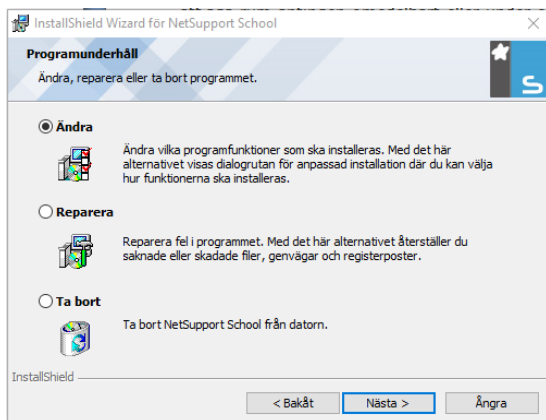 InstallShield Wizard för NetSupport School
Programunderhåll
Ändra, reparera eller ta bort programmet.
S
Ändra
Ändra vilka programfunktioner som ska installeras. Med det här
alternativet visas dialogrutan för anpassad installation där du kan välja
hur funktionerna ska installeras.
Reparera
Reparera fel i programmet. Med det här alternativet återställer du
saknade eller skadade filer, genvägar och registerposter.
Ta bort
Ta bort NetSupport School från datorn.
InstallShield
< Bakåt
Nästa >
Ångra